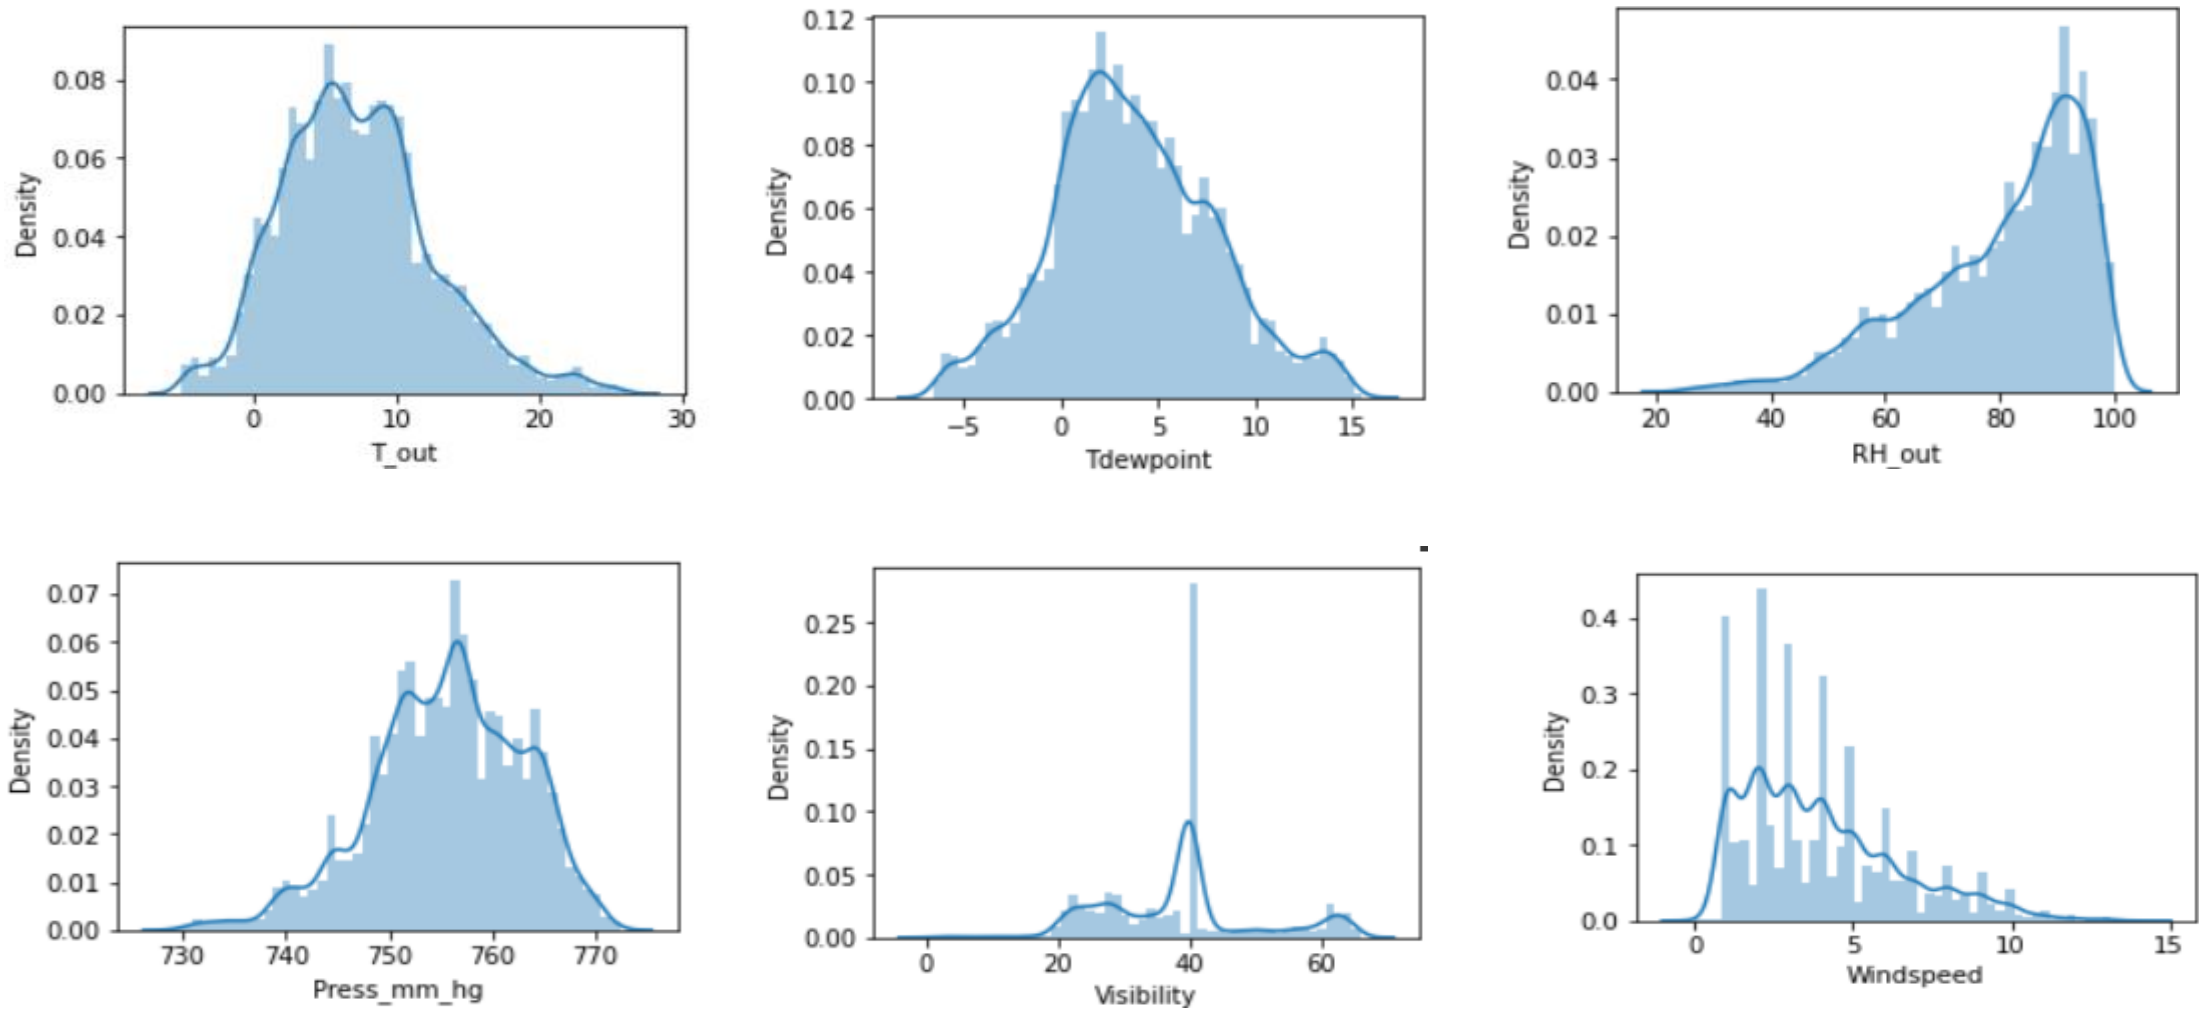 Density
0.08
0.06
0.04
0.02
0.00
0 10 20 30
T_out
Density
0.12
0.10
0.08
0.06
0.04
0.02
0.00
−5 0 5 10 15
Tdewpoint
Density
0.04
0.03
0.02
0.01
0.00
20 40 60 80 100
RH_out
Density
0.07
0.06
0.05
0.04
0.03
0.02
0.01
0.00
730 740 750 760 770
Press_mm_hg
Density
0.25
0.20
0.15
0.10
0.05
0.00
0 20 40 60
Visibility
Density
0.4
0.3
0.2
0.1
0.0
0 5 10 15
Windspeed